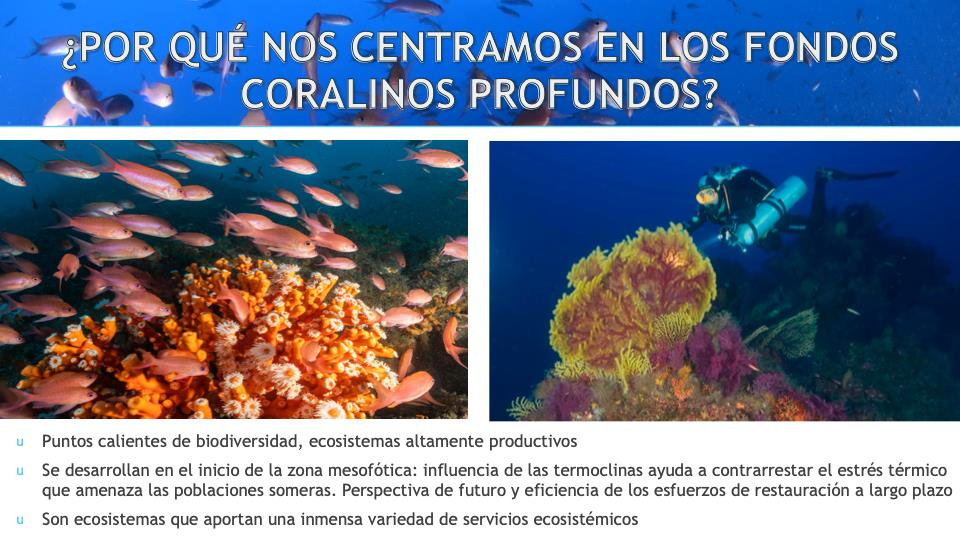 ¿POR QUÉ NOS CENTRAMOS EN LOS FONDOS
CORALINOS PROFUNDOS?
u Puntos calientes de biodiversidad, ecosistemas altamente productivos
u Se desarrollan en el inicio de la zona mesofótica: influencia de las termoclinas ayuda a contrarrestar el estrés térmico
que amenaza las poblaciones someras. Perspectiva de futuro y eficiencia de los esfuerzos de restauración a largo plazo
u Son ecosistemas que aportan una inmensa variedad de servicios ecosistémicos